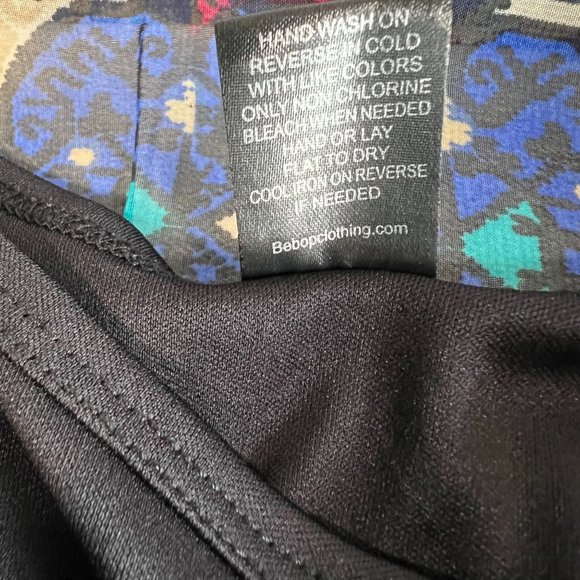 HAND WASH ON
REVERSE IN COLD
WITH LIKE COLORS
ONLY NON CHLORINE
BLEACH WHEN NEEDED
HAND OR LAY
FLAT TO DRY
COOL IRON ON REVERSE
IF NEEDED
Bebopclothing.com